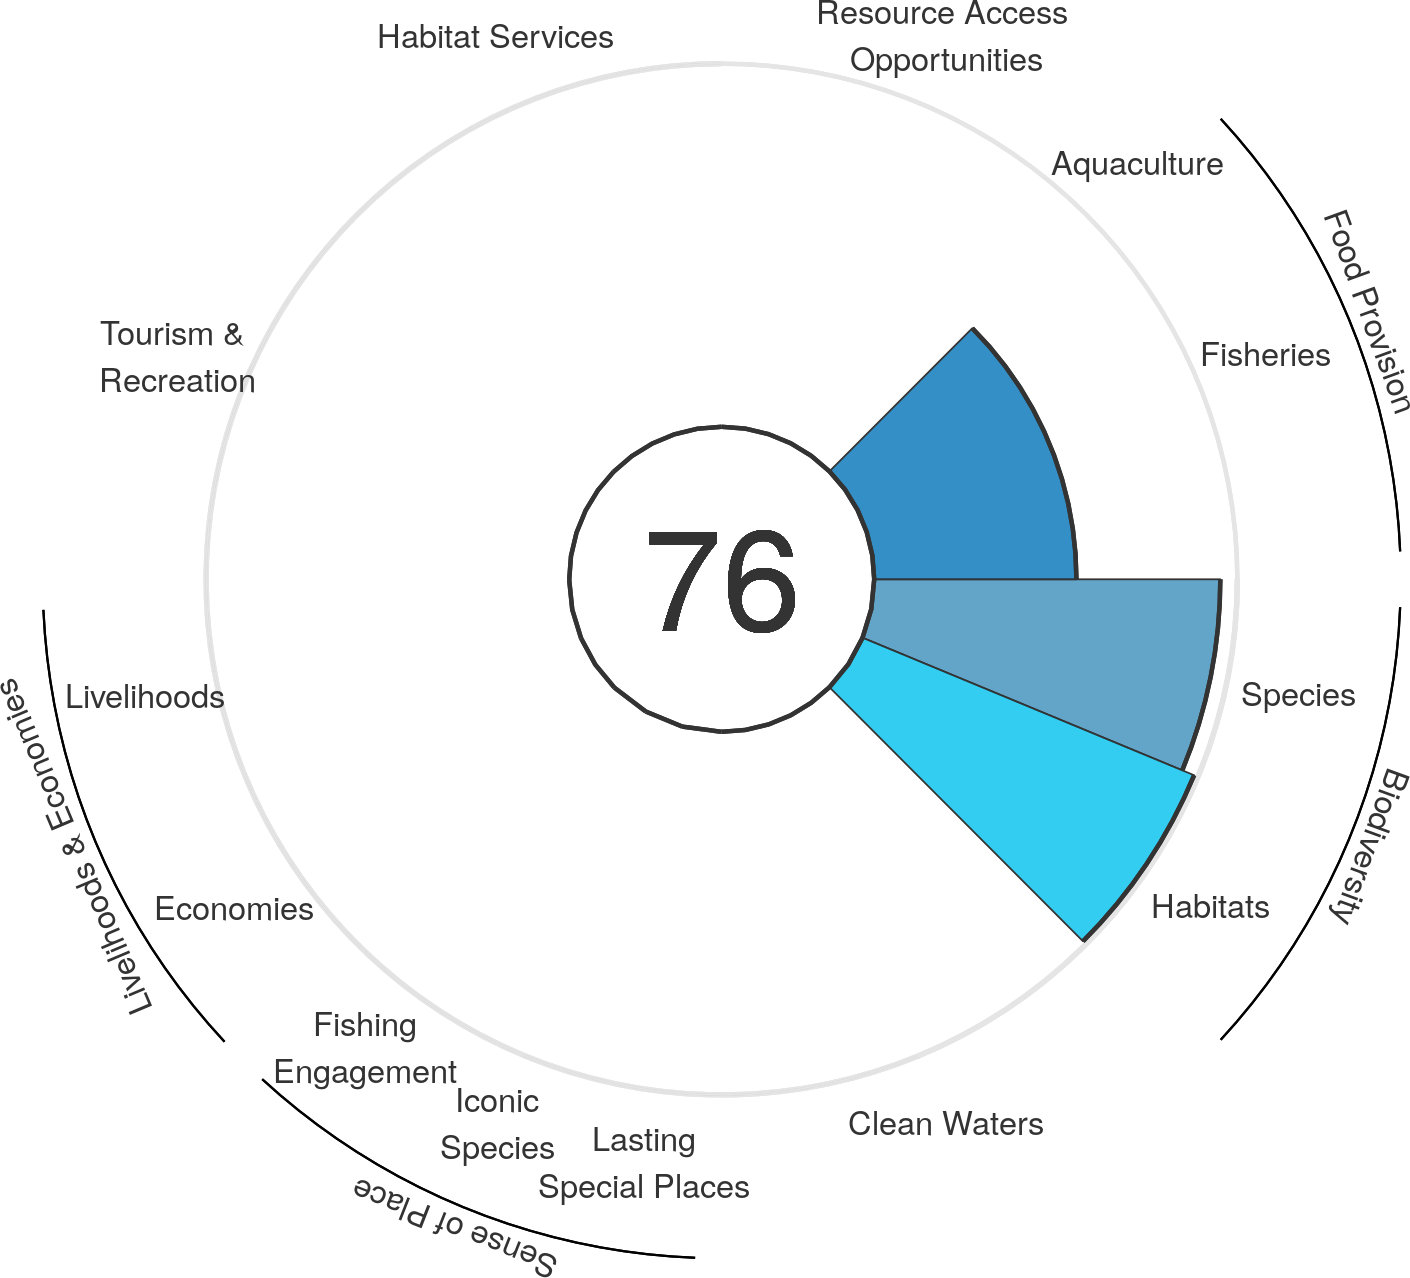 Resource Access
Opportunities
Habitat Services
Aquaculture
Food Provision
Tourism &
Recreation
Fisheries
76
Livelihoods
Species
Livelihoods & Economies
Biodiversity
Economies
Habitats
Fishing
Engagement
Iconic
Species
Lasting
Special Places
Clean Waters
Sense of Place